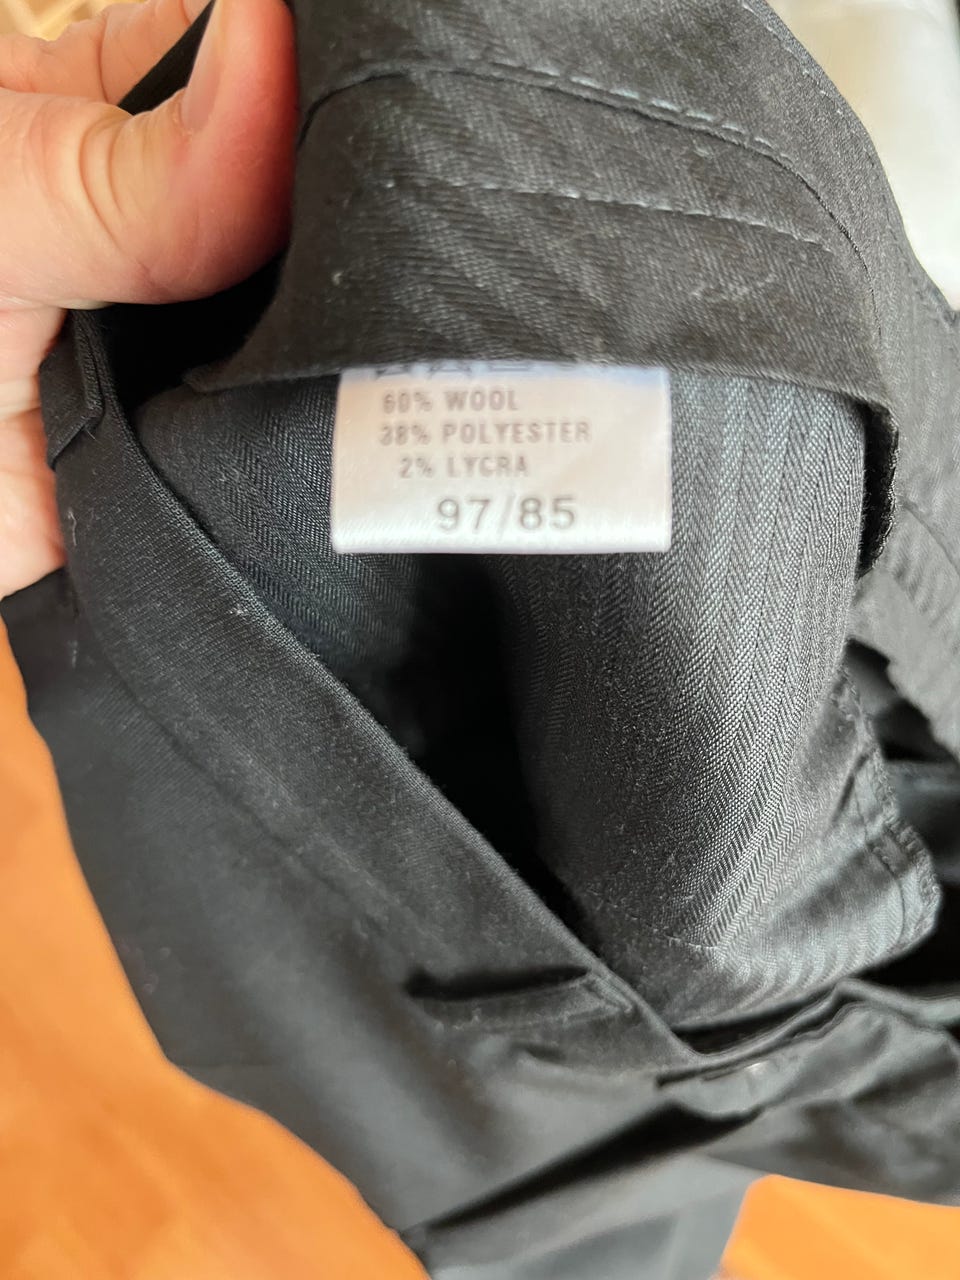 60% WOOL
38% POLYESTER
2% LYCRA
97/85